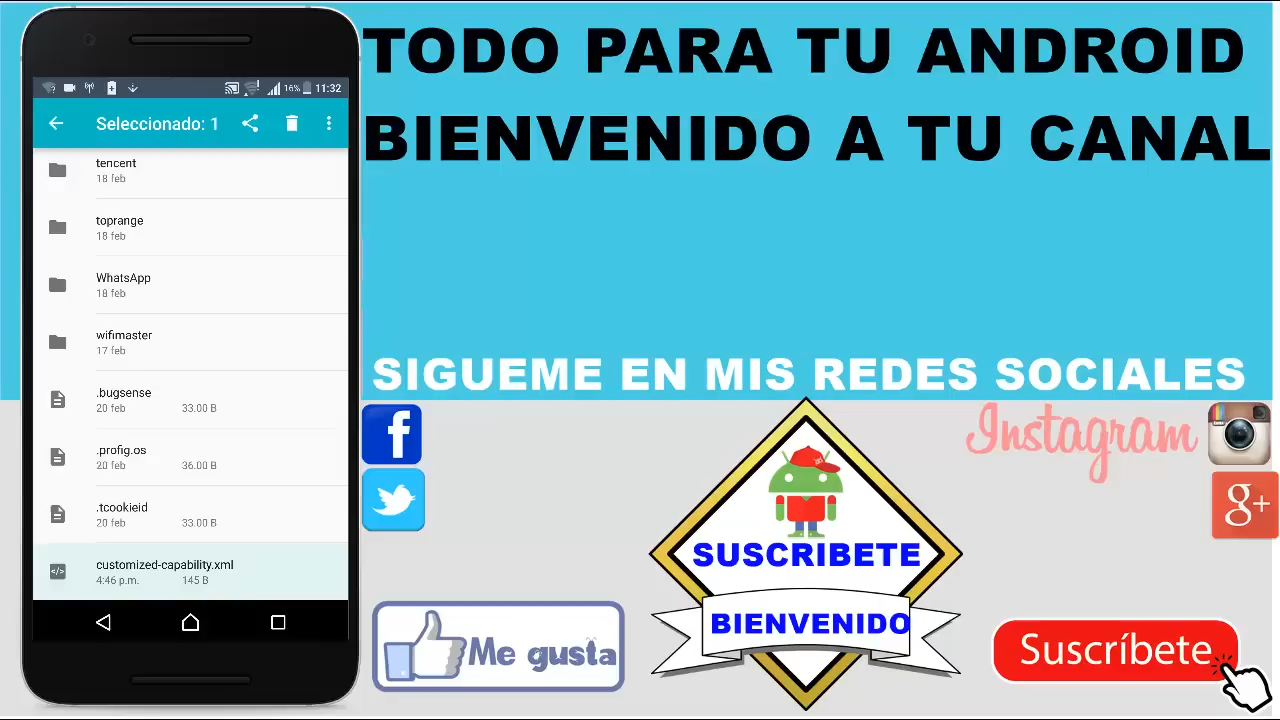 TODO PARA TU ANDROID
BIENVENIDO A TU CANAL
16% 11:32
Seleccionado: 1
tencent
18 feb
toprange
18 feb
WhatsApp
18 feb
wifimaster
17 feb
.bugsense
20 feb 33.00 B
.profig.os
20 feb 36.00 B
.tcookieid
20 feb 33.00 B
customizedcapability.xml
4:46 p.m. 145 B
SIGUEME EN MIS REDES SOCIALES
f
Instagram
g+
SUSCRIBETE
BIENVENIDO
Me gusta
Suscríbete